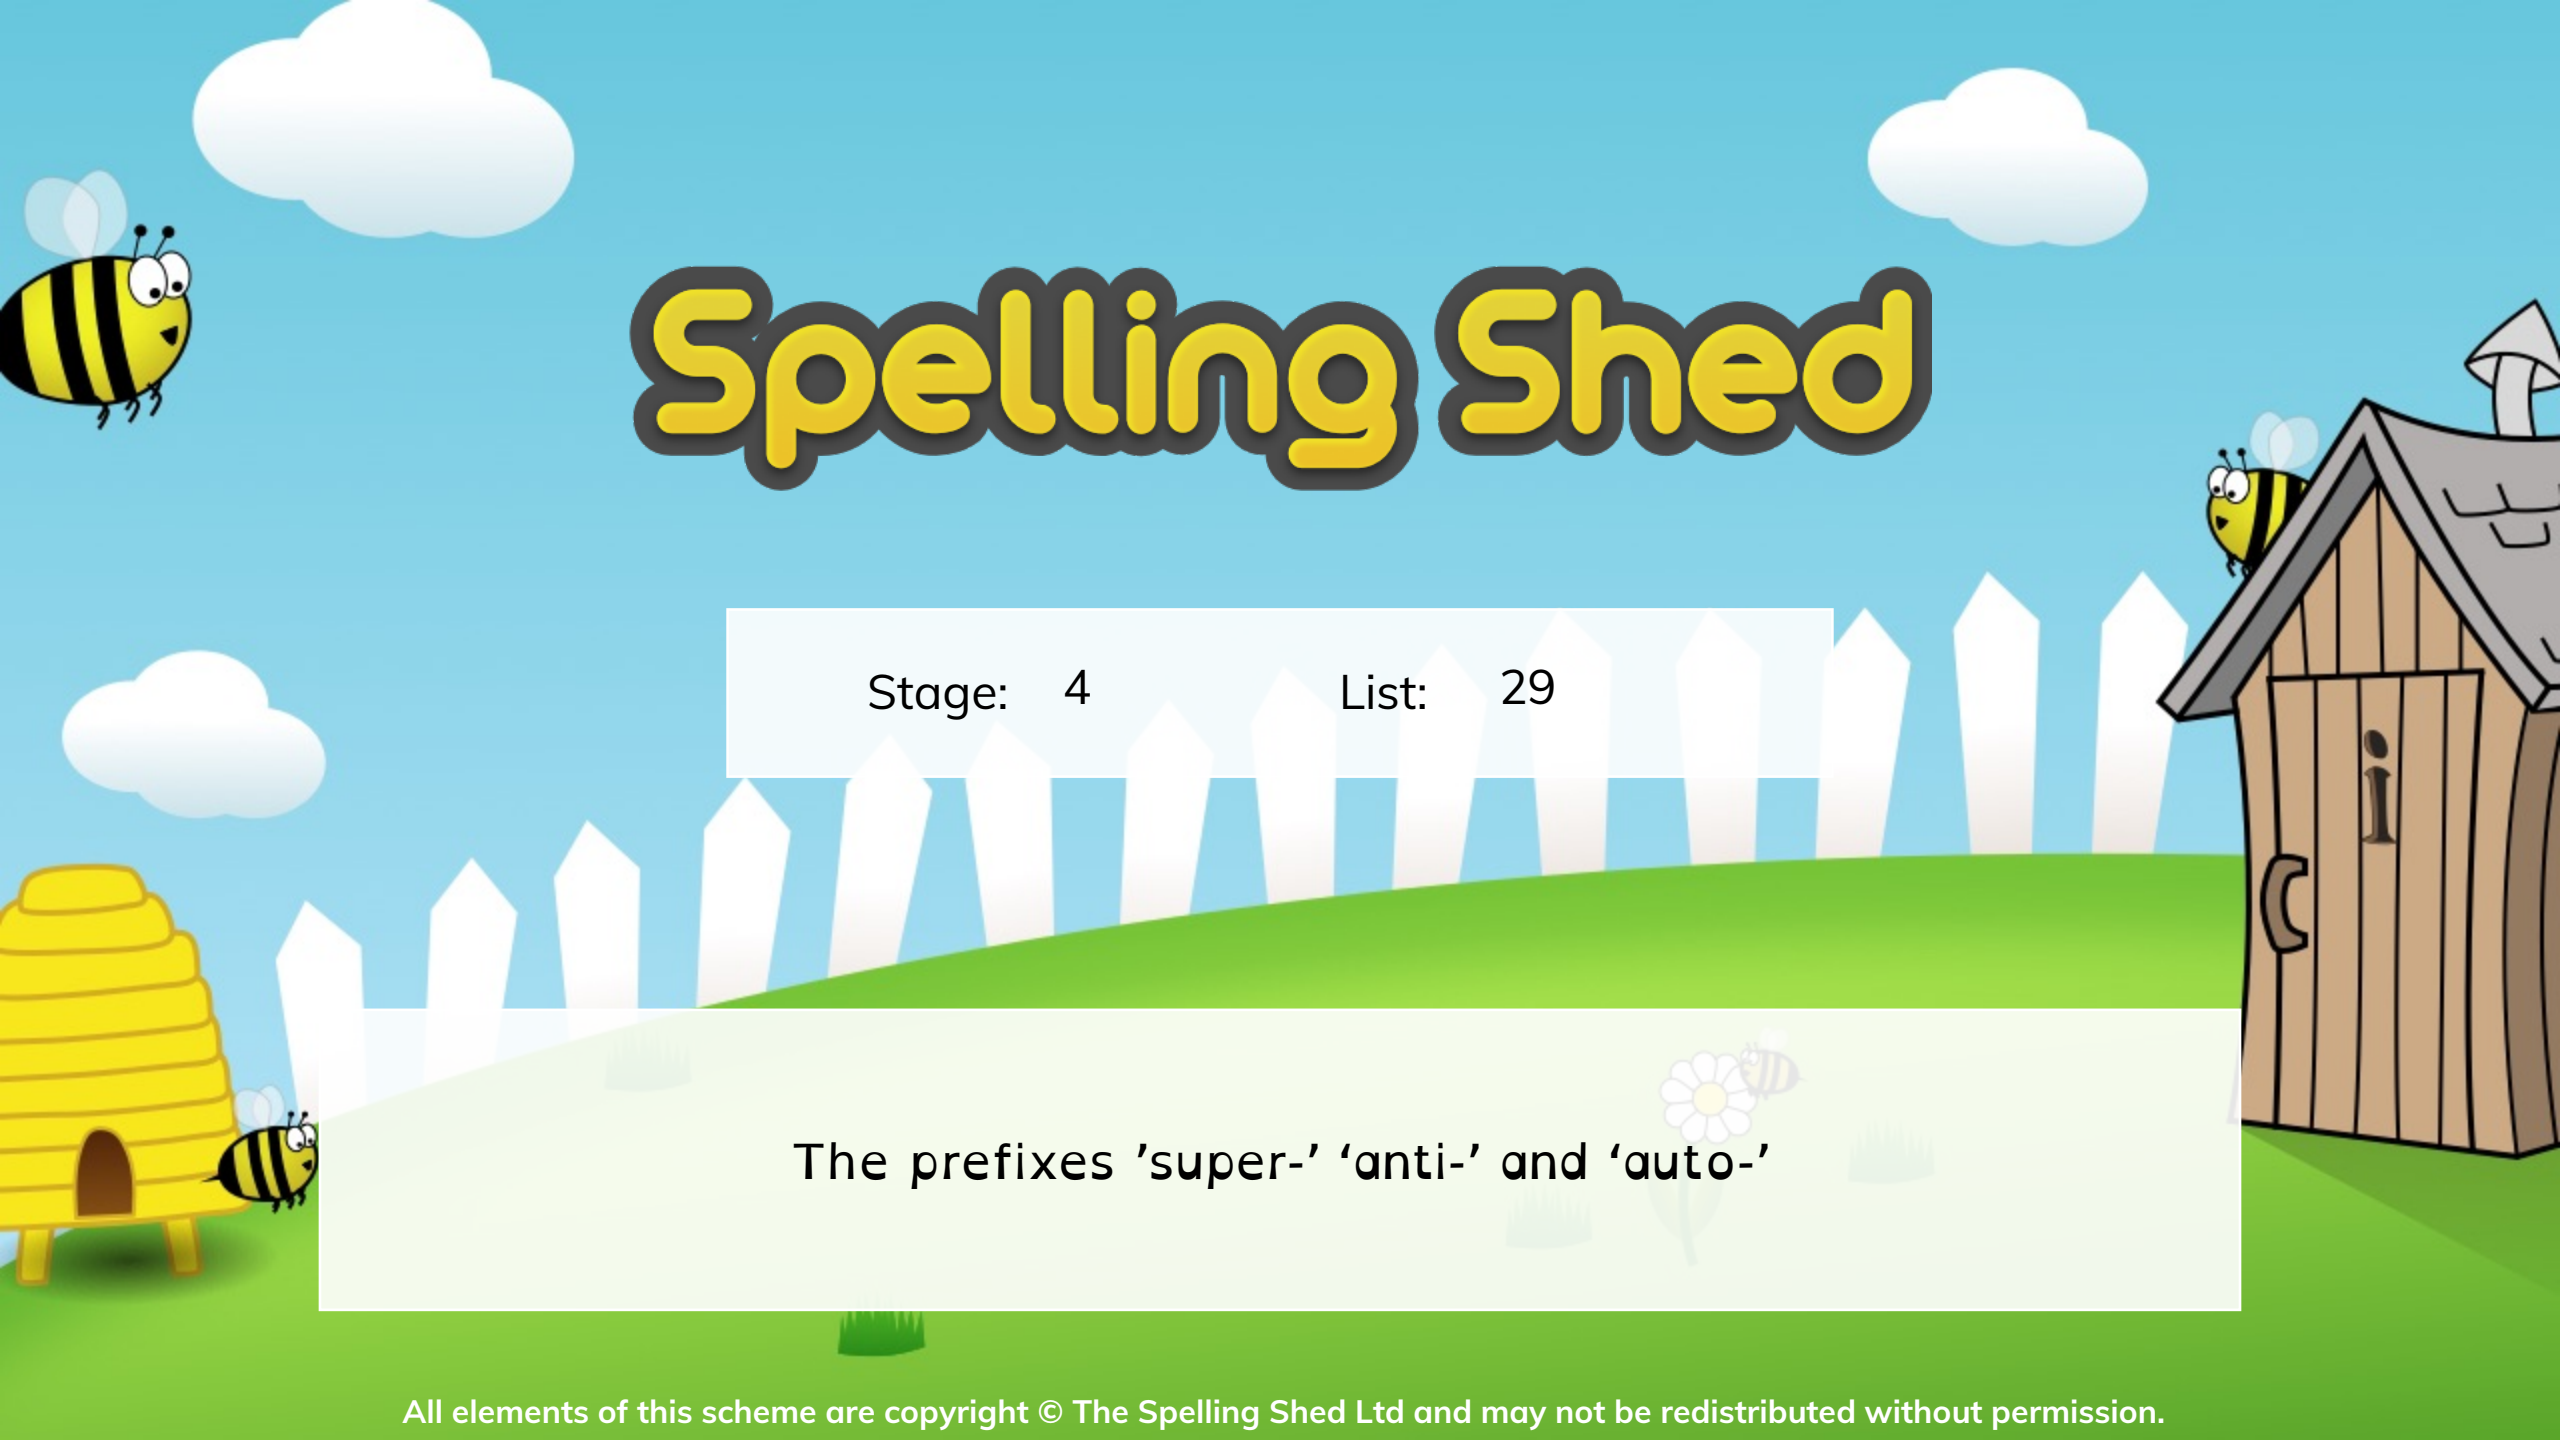 Spelling Shed
Stage: 4 List: 29
The prefixes ’super-’ ‘anti-’ and ‘auto-’
All elements of this scheme are copyright © The Spelling Shed Ltd and may not be redistributed without permission.